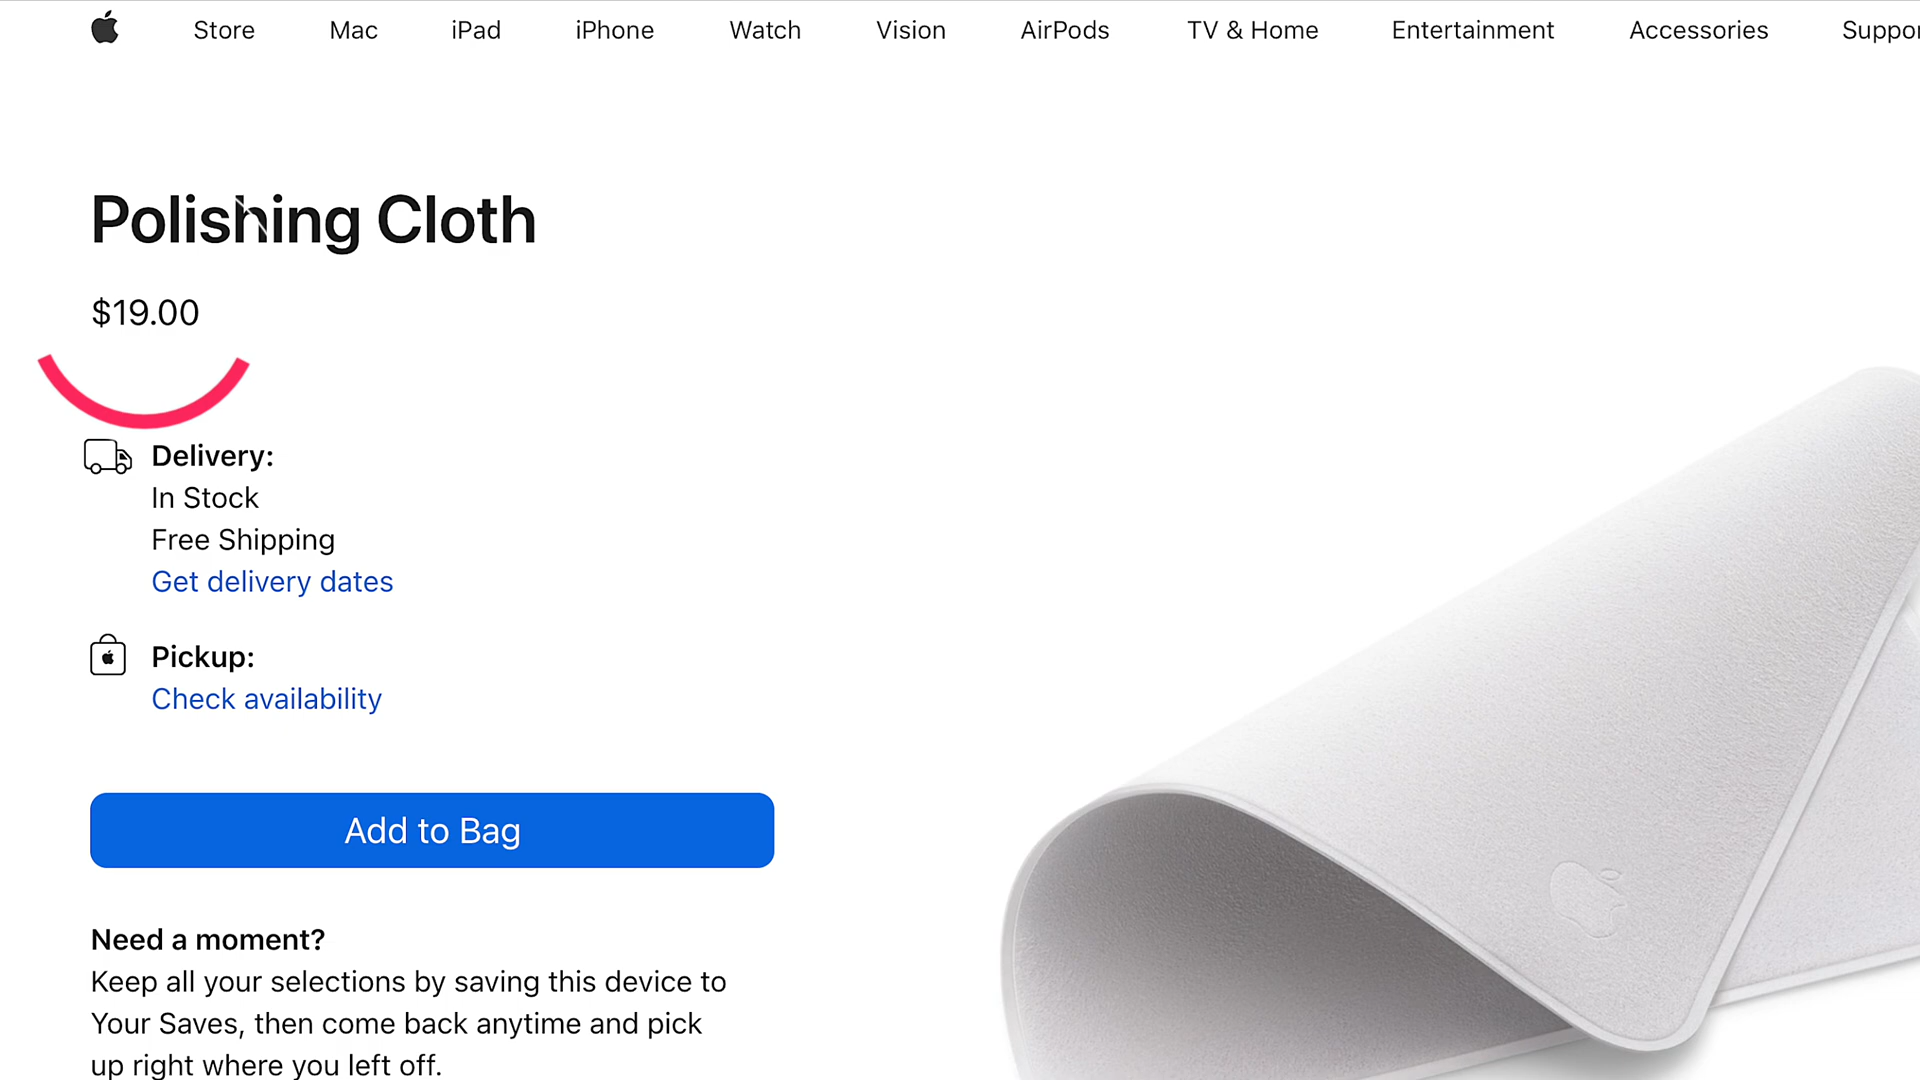 Store Mac iPad iPhone Watch Vision AirPods TV & Home Entertainment Accessories
Polishing Cloth
$19.00
Delivery:
In Stock
Free Shipping
Get delivery dates
Pickup:
Check availability
Add to Bag
Need a moment?
Keep all your selections by saving this device to
Your Saves, then come back anytime and pick
up right where you left off.